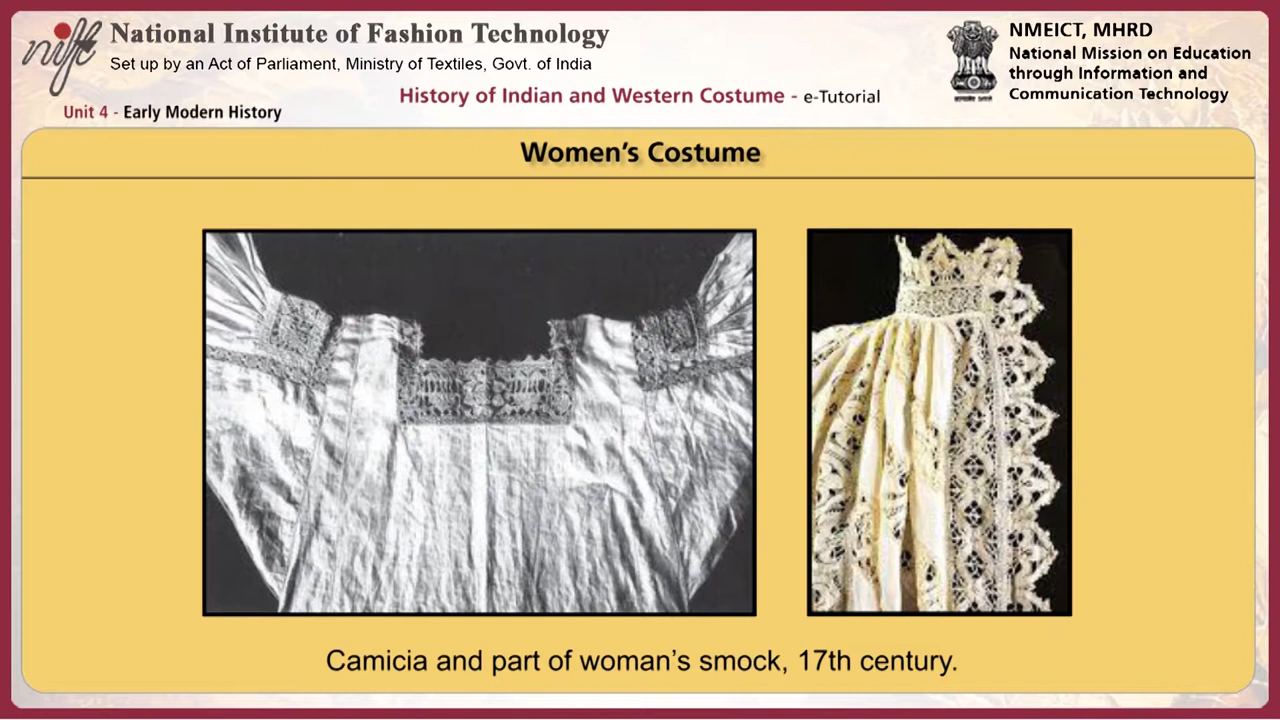 nift
National Institute of Fashion Technology
Set up by an Act of Parliament, Ministry of Textiles, Govt. of India
NMEICT, MHRD
National Mission on Education
through Information and
Communication Technology
History of Indian and Western Costume - e-Tutorial
Unit 4 - Early Modern History
Women's Costume
Camicia and part of woman's smock, 17th century.